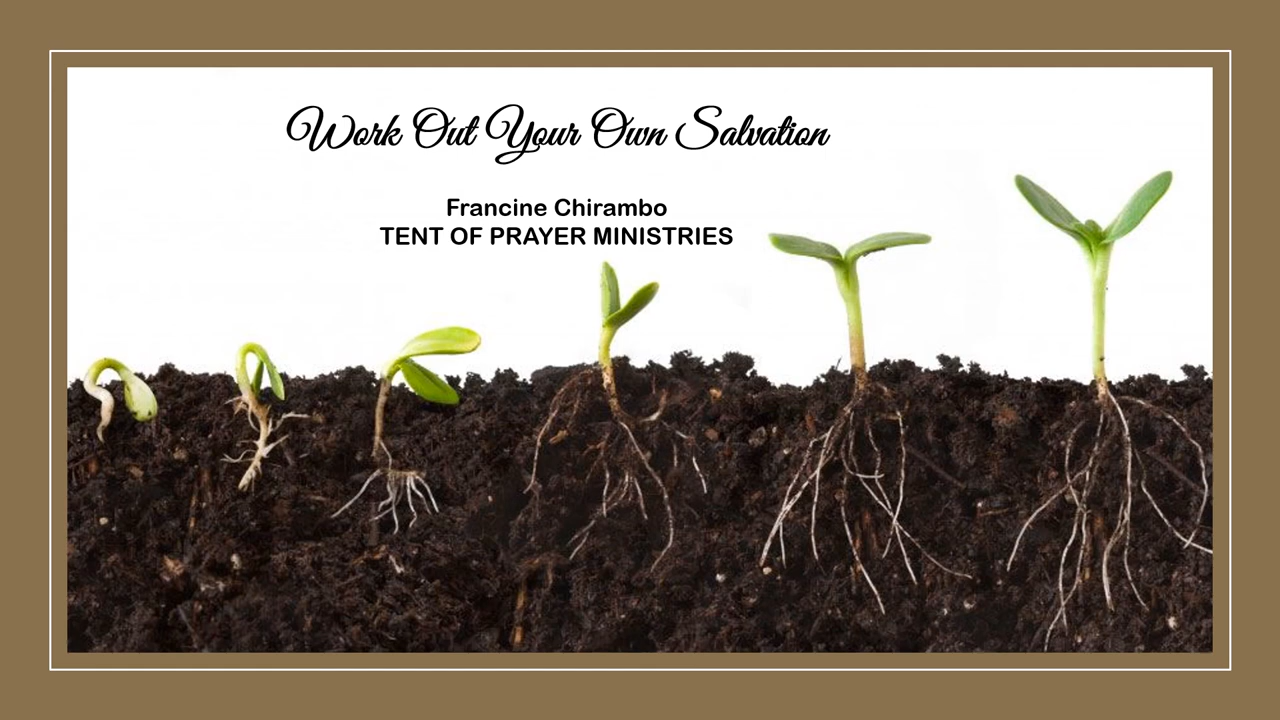 Work Out Your Own Salvation
Francine Chirambo
TENT OF PRAYER MINISTRIES